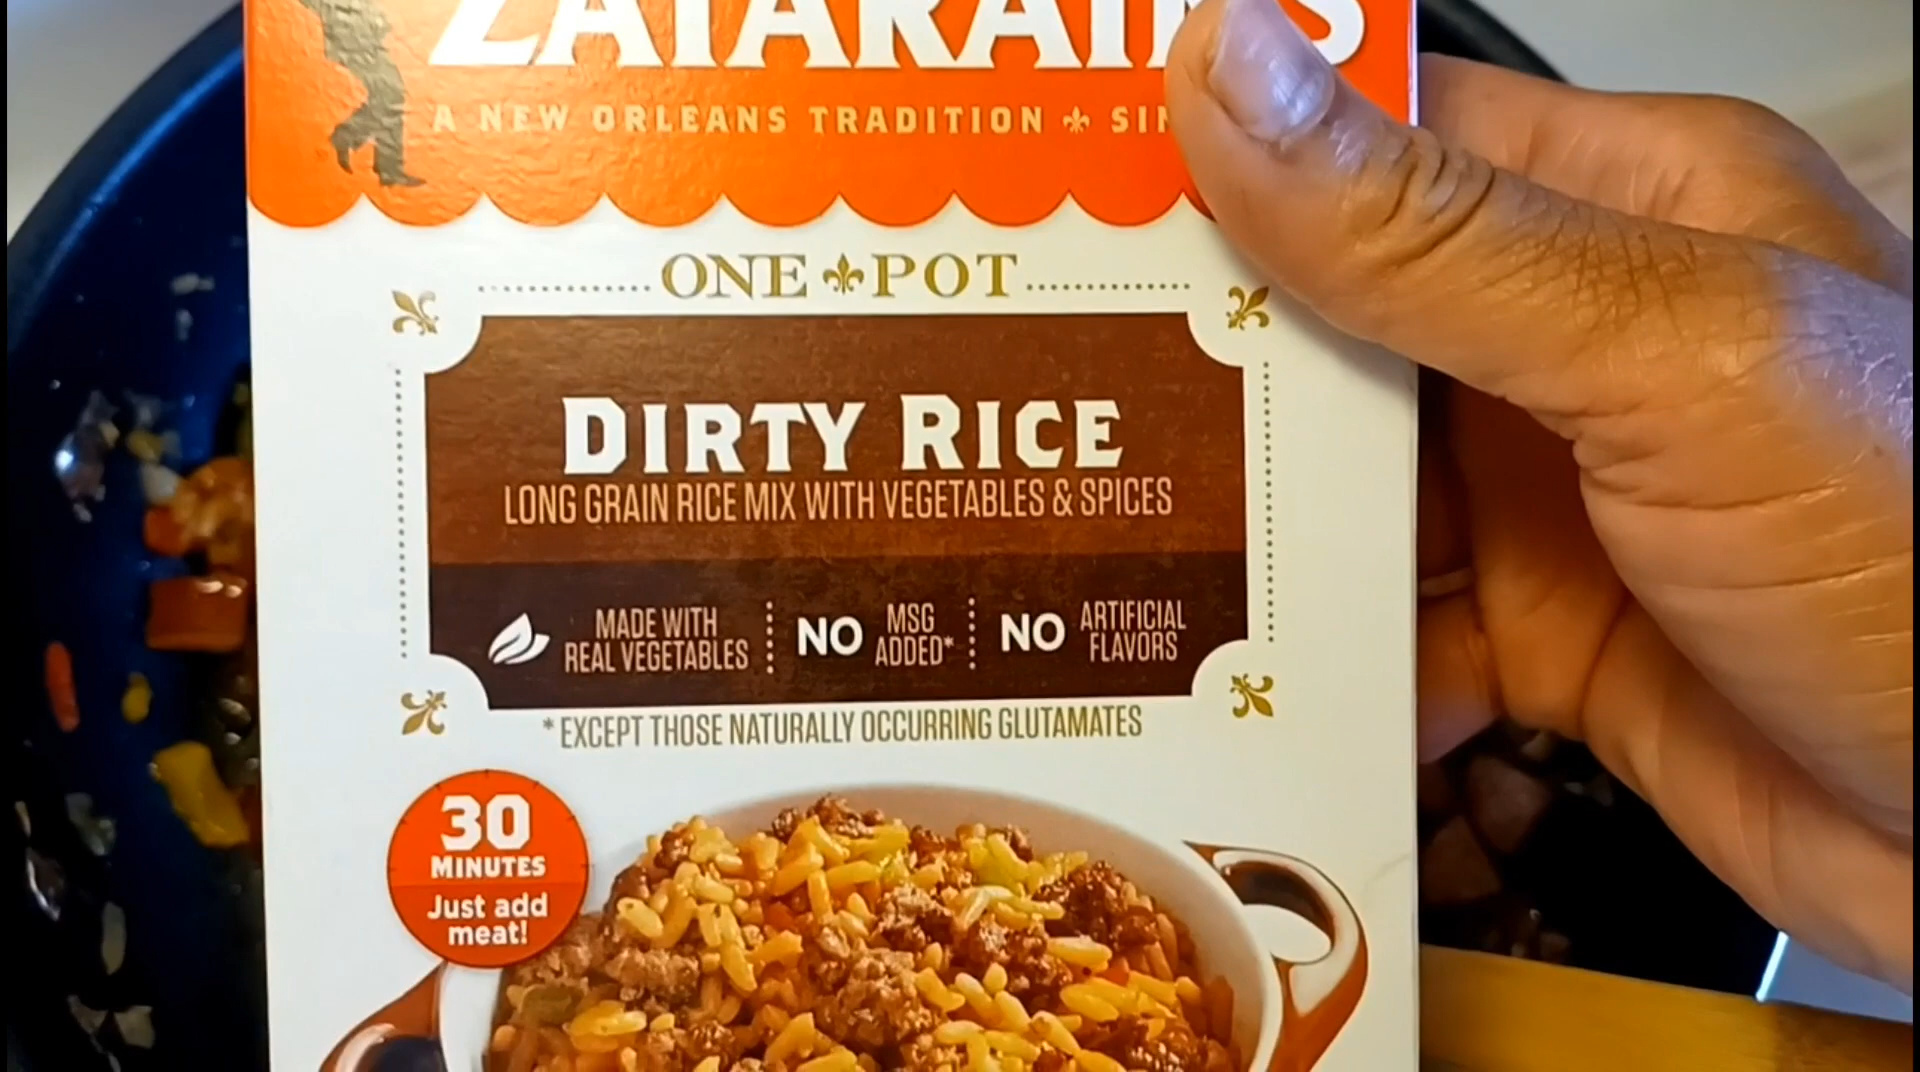 ZATARAIN'S
A NEW ORLEANS TRADITION
ONE POT
DIRTY RICE
LONG GRAIN RICE MIX WITH VEGETABLES & SPICES
MADE WITH
REAL VEGETABLES
NO MSG
ADDED*
NO ARTIFICIAL
FLAVORS
*EXCEPT THOSE NATURALLY OCCURRING GLUTAMATES
30
MINUTES
Just add
meat!